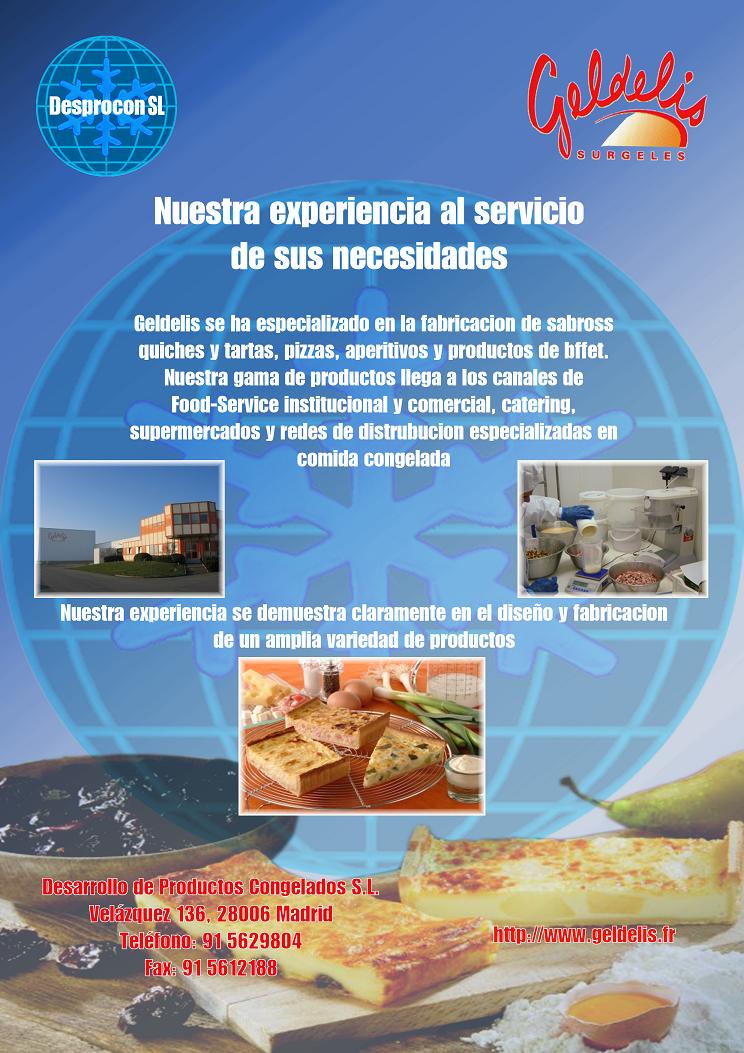 Desprocon SL
Geldelis
SURGELES
Nuestra experiencia al servicio
de sus necesidades
Geldelis se ha especializado en la fabricacion de sabross
quiches y tartas, pizzas, aperitivos y productos de bffet.
Nuestra gama de productos llega a los canales de
Food-Service institucional y comercial, catering,
supermercados y redes de distrubucion especializadas en
comida congelada
Geldelis
Nuestra experiencia se demuestra claramente en el diseño y fabricacion
de un amplia variedad de productos
Desarrollo de Productos Congelados S.L.
Velázquez 136, 28006 Madrid
Teléfono: 91 5629804
Fax: 91 5612188
http://www.geldelis.fr